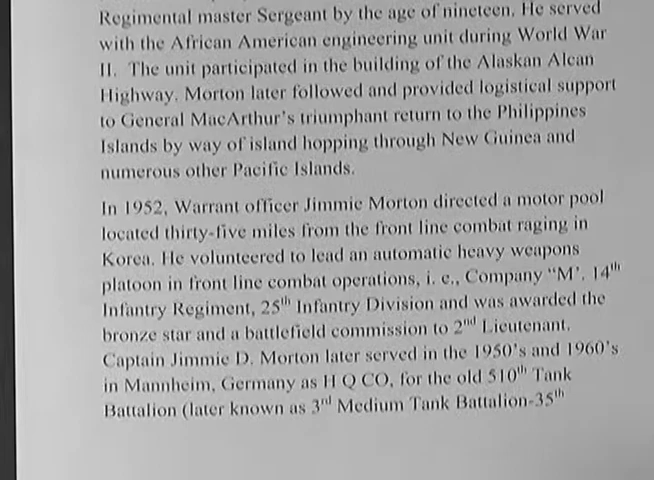 Regimental master Sergeant by the age of nineteen. He served
with the African American engineering unit during World War
II. The unit participated in the building of the Alaskan Alcan
Highway. Morton later followed and provided logistical support
to General MacArthur's triumphant return to the Philippines
Islands by way of island hopping through New Guinea and
numerous other Pacific Islands.
In 1952, Warrant officer Jimmie Morton directed a motor pool
located thirty-five miles from the front line combat raging in
Korea. He volunteered to lead an automatic heavy weapons
platoon in front line combat operations, i. e., Company "M'. 14th
Infantry Regiment, 25th Infantry Division and was awarded the
bronze star and a battlefield commission to 2nd Lieutenant.
Captain Jimmie D. Morton later served in the 1950's and 1960's
in Mannheim, Germany as H Q CO, for the old 510th Tank
Battalion (later known as 3rd Medium Tank Battalion-35th